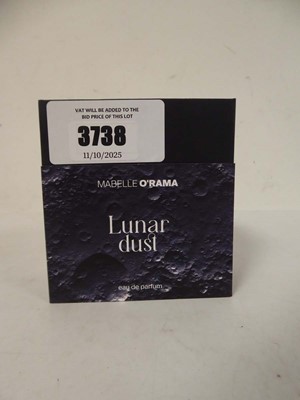 VAT WILL BE ADDED TO THE
BID PRICE OF THIS LOT
3738
11/10/2025
MABELLE O'RAMA
Lunar
dust
eau de parfum